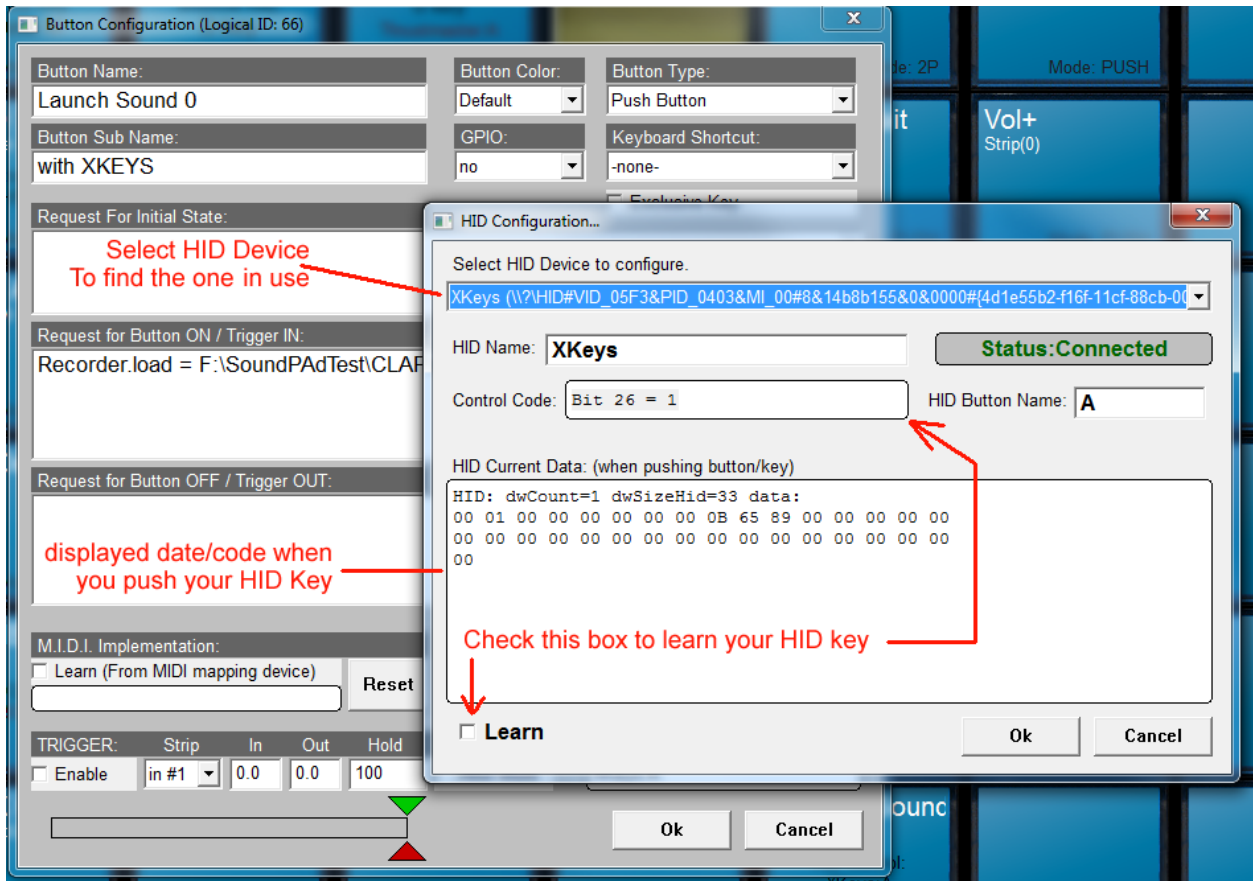 Button Configuration (Logical ID: 66)
x
Button Name:
Launch Sound 0
Button Color:
Default
Button Type:
Push Button
Button Sub Name:
with XKEYS
GPIO:
no
Keyboard Shortcut:
-none-
Exclusive Key
Request For Initial State:
Select HID Device
To find the one in use
Request for Button ON / Trigger IN:
Recorder.load = F:\SoundPAdTest\CLAP
Request for Button OFF / Trigger OUT:
displayed date/code when
you push your HID Key
M.I.D.I. Implementation:
Learn (From MIDI mapping device)
Reset
TRIGGER: Strip In Out Hold
Enable in #1 0.0 0.0 100
Ok Cancel
HID Configuration...
x
Select HID Device to configure.
XKeys (\\?\HID#VID_05F3&PID_0403&MI_00#8&14b8b155&0&0000#{4d1e55b2-f16f-11cf-88cb-00
HID Name: XKeys
Status:Connected
Control Code: Bit 26 = 1
HID Button Name: A
HID Current Data: (when pushing button/key)
HID: dwCount=1 dwSizeHid=33 data:
00 01 00 00 00 00 00 00 0B 65 89 00 00 00 00 00
00 00 00 00 00 00 00 00 00 00 00 00 00 00 00 00
00
Check this box to learn your HID key
Learn
Ok Cancel
de: 2P
Mode: PUSH
it
Vol+
Strip(0)
ound
ol: